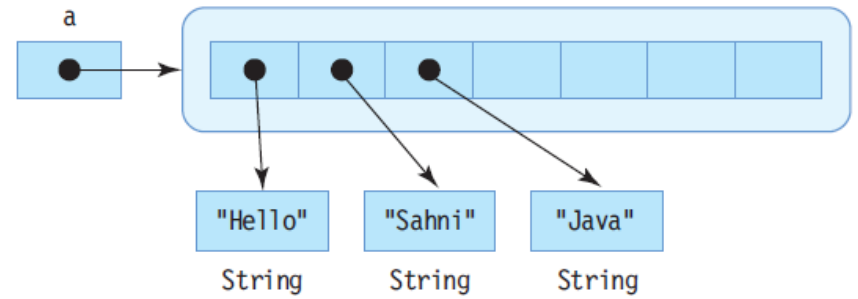 a
"Hello" "Sahni" "Java"
String String String